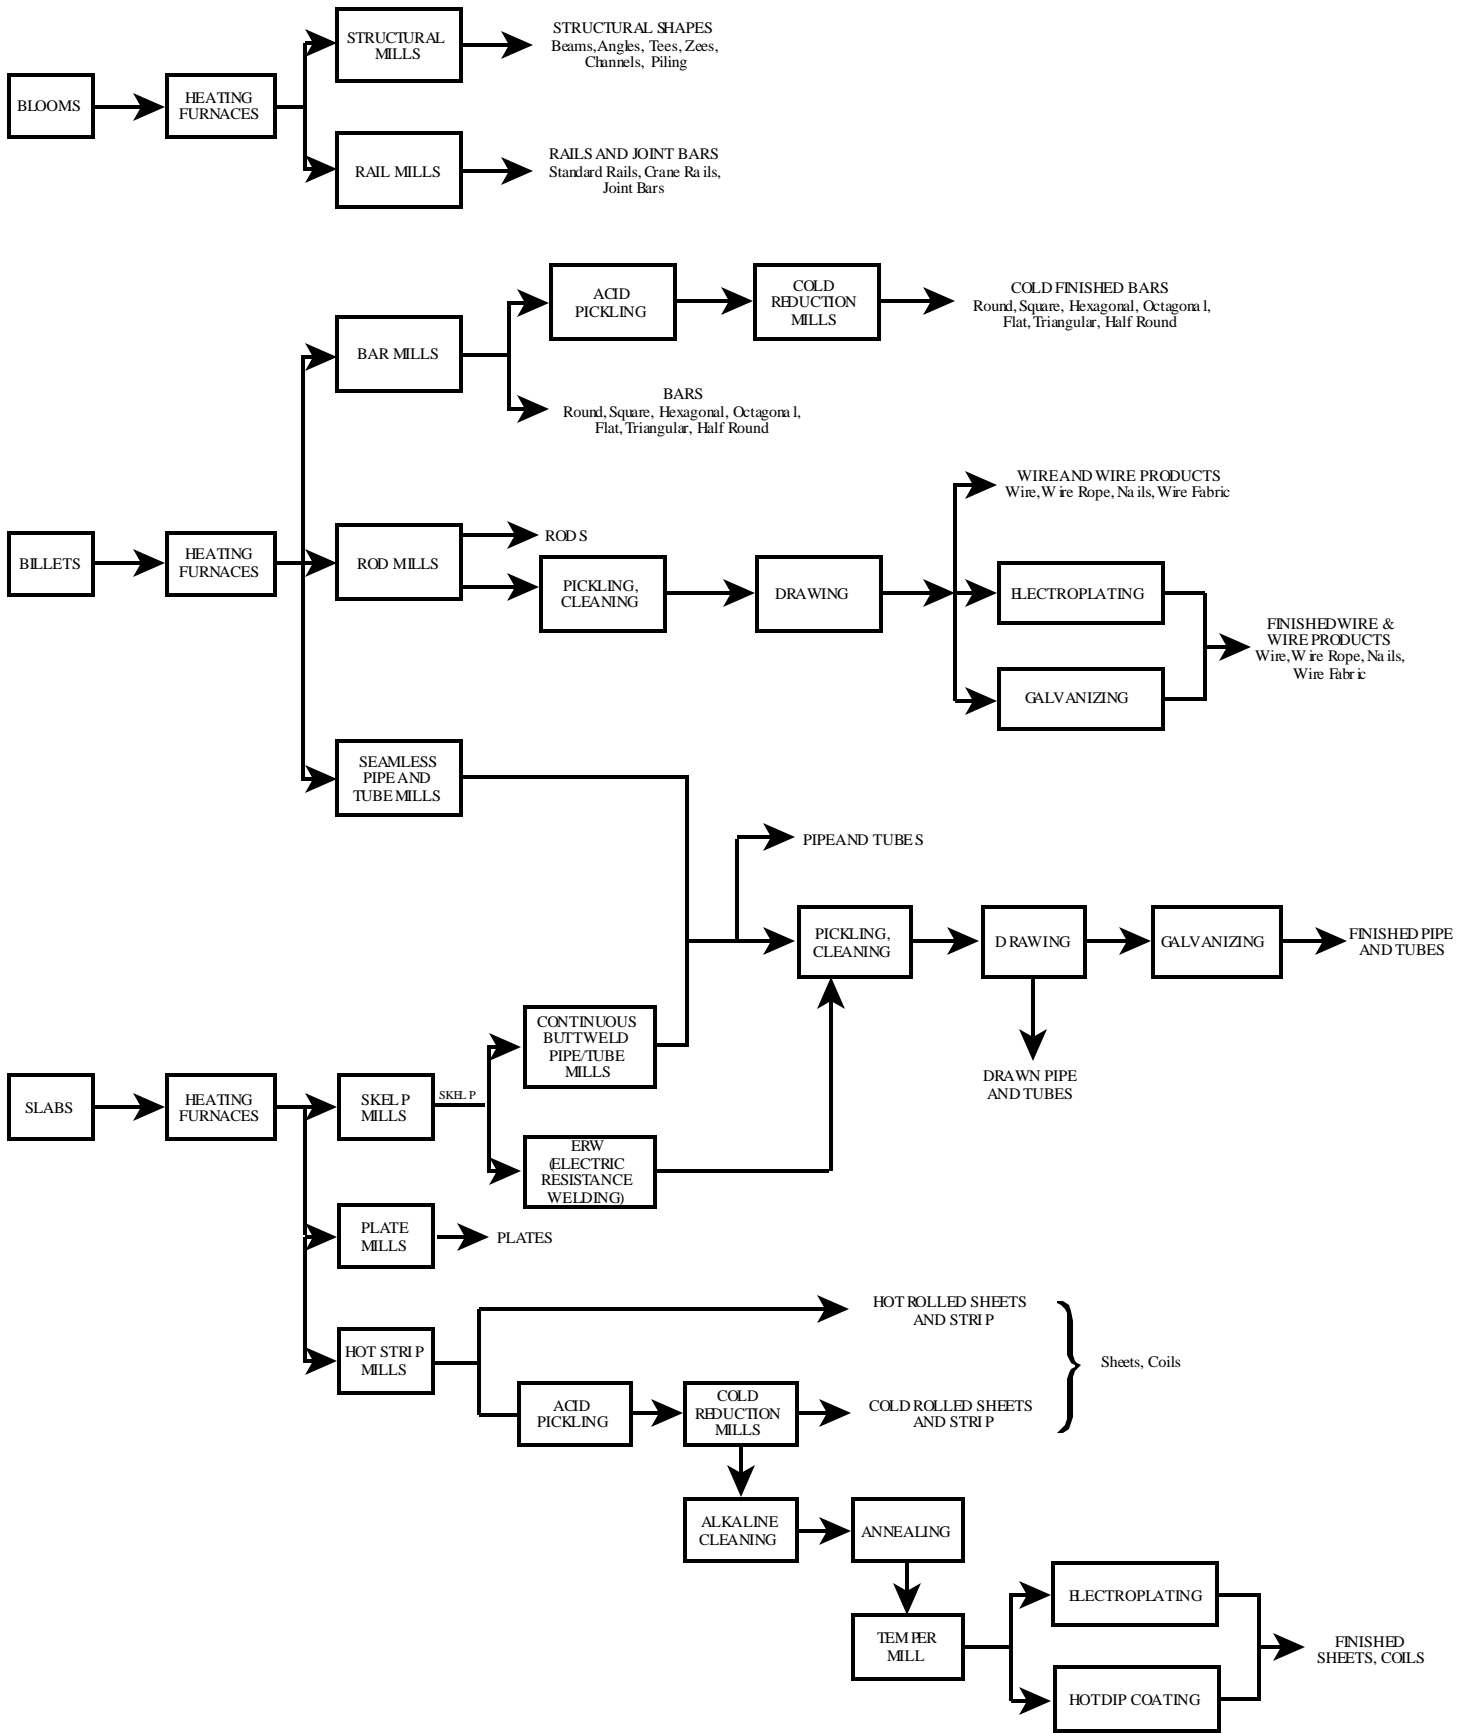 STRUCTURAL
MILLS
STRUCTURAL SHAPES
Beams, Angles, Tees, Zees,
Channels, Piling
BLOOMS
HEATING
FURNACES
RAIL MILLS
RAILS AND JOINT BARS
Standard Rails, Crane Rails,
Joint Bars
ACID
PICKLING
COLD
REDUCTION
MILLS
COLD FINISHED BARS
Round, Square, Hexagonal, Octagonal,
Flat, Triangular, Half Round
BAR MILLS
BARS
Round, Square, Hexagonal, Octagonal,
Flat, Triangular, Half Round
WIRE AND WIRE PRODUCTS
Wire, Wire Rope, Nails, Wire Fabric
BILLETS
HEATING
FURNACES
ROD MILLS
RODS
PICKLING,
CLEANING
DRAWING
ELECTROPLATING
FINISHED WIRE &
WIRE PRODUCTS
Wire, Wire Rope, Nails,
Wire Fabric
GALVANIZING
SEAMLESS
PIPE AND
TUBE MILLS
PIPE AND TUBES
PICKLING,
CLEANING
DRAWING
GALVANIZING
FINISHED PIPE
AND TUBES
CONTINUOUS
BUTTWELD
PIPE/TUBE
MILLS
DRAWN PIPE
AND TUBES
SLABS
HEATING
FURNACES
SKELP
MILLS
SKELP
ERW
(ELECTRIC
RESISTANCE
WELDING)
PLATE
MILLS
PLATES
HOT ROLLED SHEETS
AND STRIP
HOT STRIP
MILLS
Sheets, Coils
ACID
PICKLING
COLD
REDUCTION
MILLS
COLD ROLLED SHEETS
AND STRIP
ALKALINE
CLEANING
ANNEALING
ELECTROPLATING
TEMPER
MILL
FINISHED
SHEETS, COILS
HOT DIP COATING